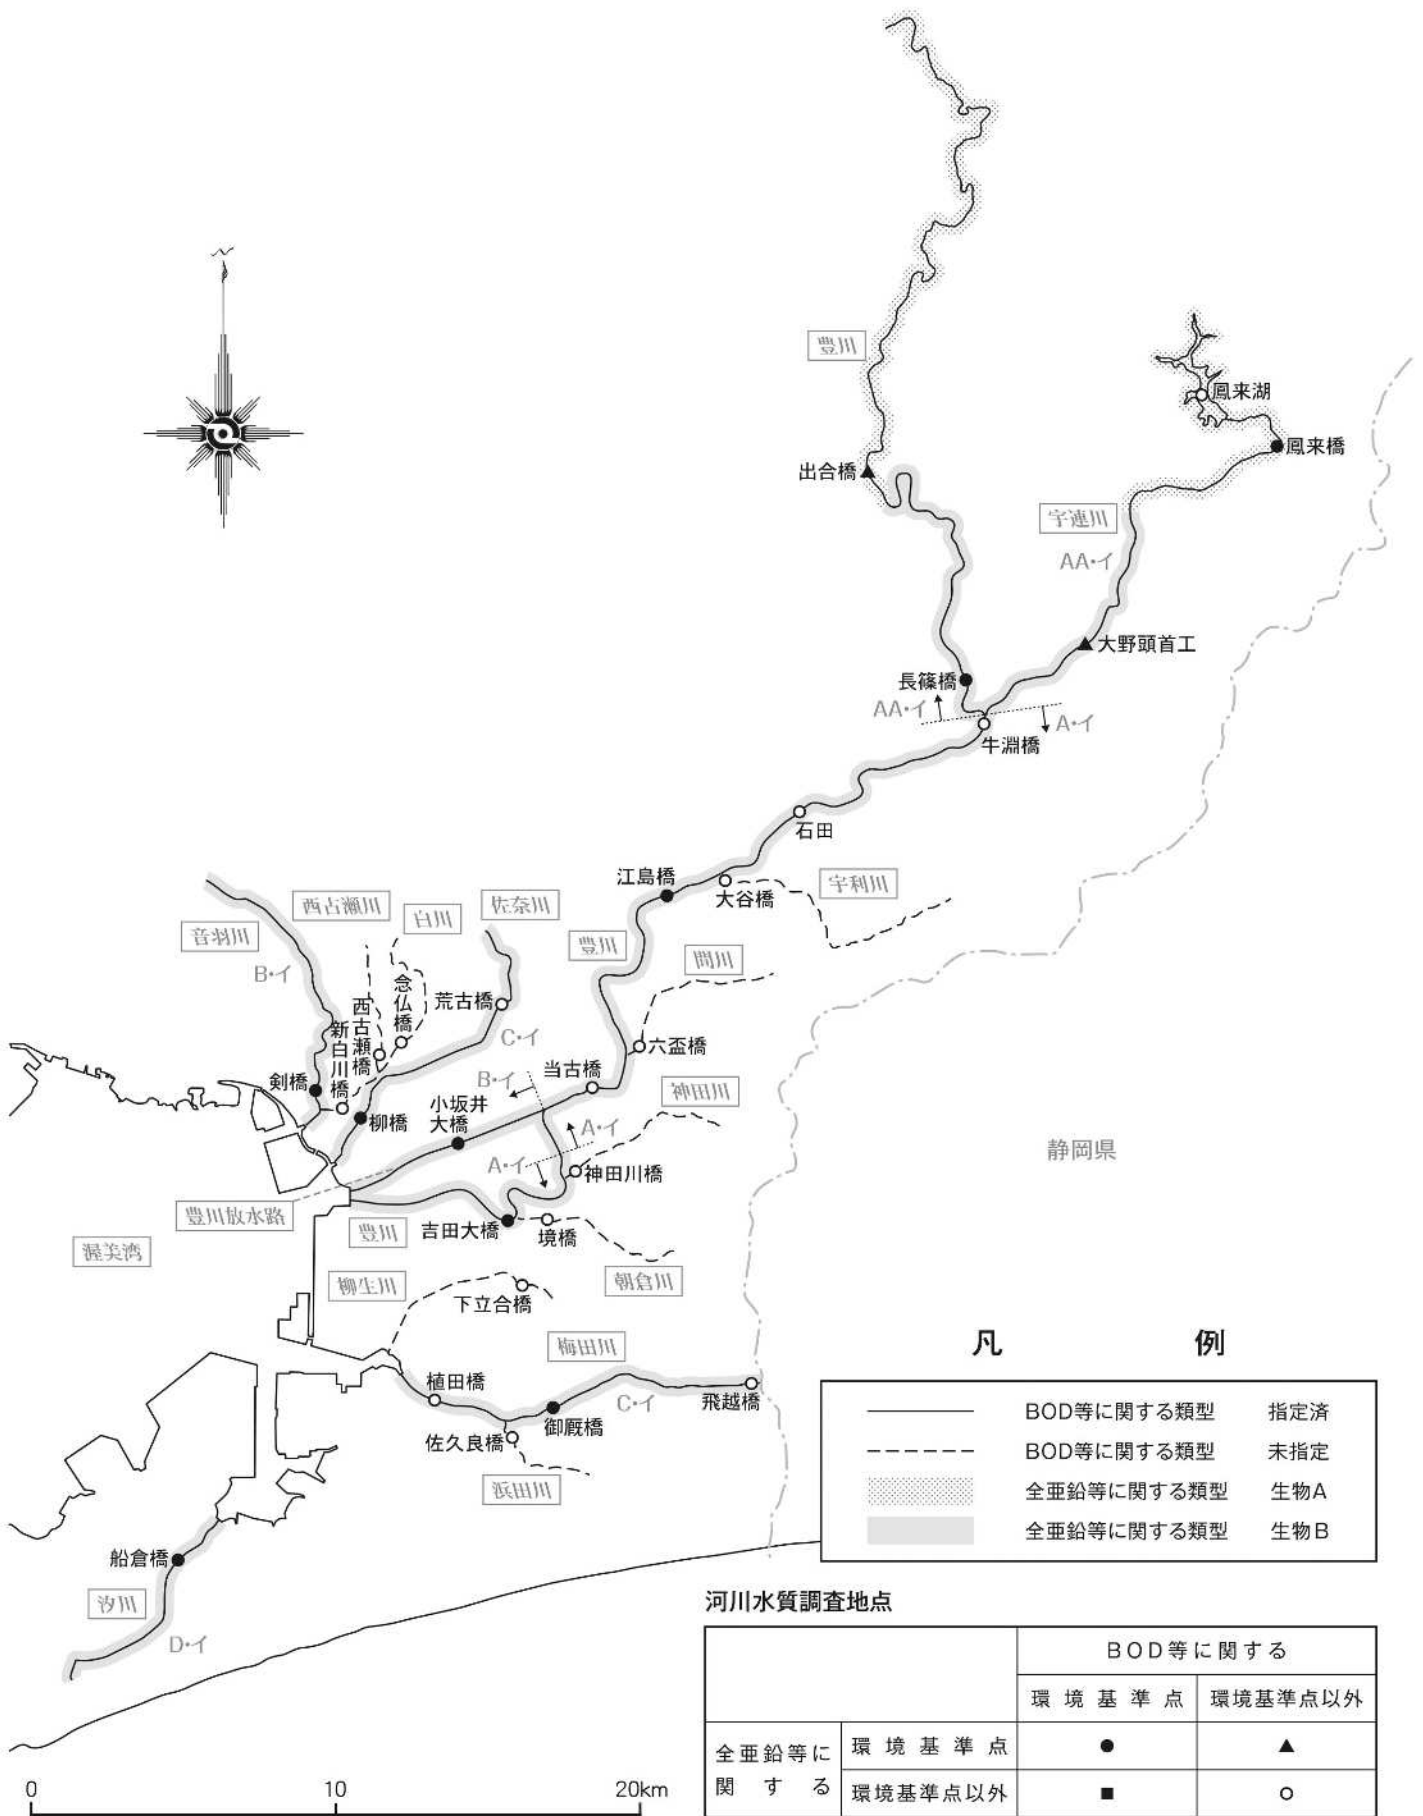 豊川
鳳来湖
鳳来橋
出合橋
宇連川
AA・イ
大野頭首工
長篠橋
AA・イ
A・イ
牛淵橋
石田
江島橋
大谷橋
宇利川
西古瀬川
白川
佐奈川
音羽川
豊川
間川
B・イ
念仏橋
西古瀬橋
新白川橋
荒古橋
C・イ
六盃橋
当古橋
B・イ
神田川
剣橋
柳橋
小坂井
大橋
A・イ
A・イ
神田川橋
静岡県
豊川放水路
豊川
吉田大橋
境橋
渥美湾
柳生川
朝倉川
下立合橋
梅田川
植田橋
御厩橋
C・イ
飛越橋
佐久良橋
浜田川
船倉橋
汐川
D・イ
凡例
BOD等に関する類型 指定済
BOD等に関する類型 未指定
全亜鉛等に関する類型 生物A
全亜鉛等に関する類型 生物B
河川水質調査地点
BOD等に関する
環境基準点 環境基準点以外
全亜鉛等に
関する
環境基準点 ● ▲
環境基準点以外 ■ ○
0 10 20km